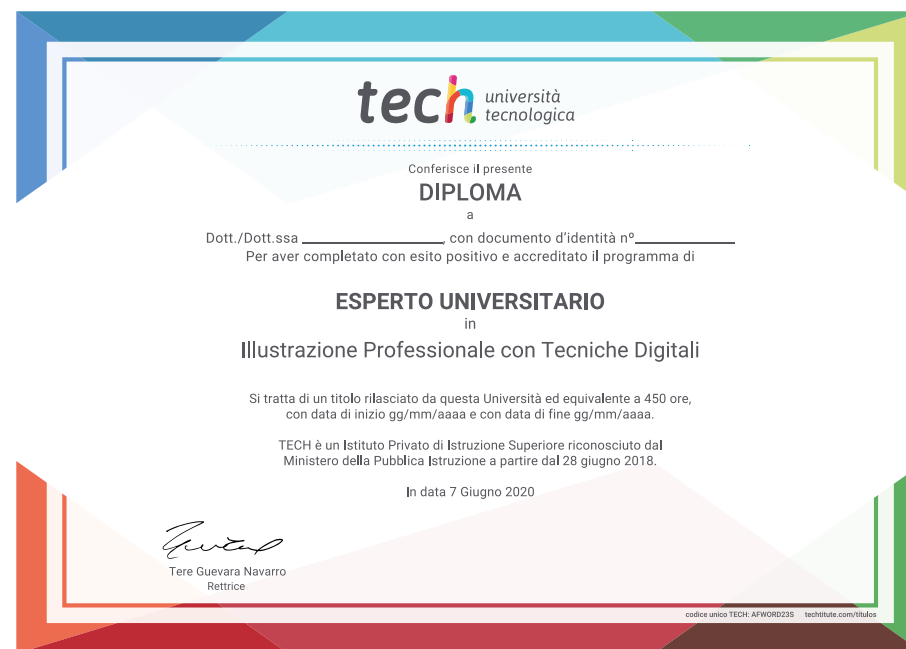 tech università
tecnologica
Conferisce il presente
DIPLOMA
a
Dott./Dott.ssa ______________, con documento d'identità nº__________
Per aver completato con esito positivo e accreditato il programma di
ESPERTO UNIVERSITARIO
in
Illustrazione Professionale con Tecniche Digitali
Si tratta di un titolo rilasciato da questa Università ed equivalente a 450 ore,
con data di inizio gg/mm/aaaa e con data di fine gg/mm/aaaa.
TECH è un Istituto Privato di Istruzione Superiore riconosciuto dal
Ministero della Pubblica Istruzione a partire dal 28 giugno 2018.
In data 7 Giugno 2020
Tere Guevara Navarro
Rettrice
codice unico TECH: AFWORD23S techtitute.com/titulos